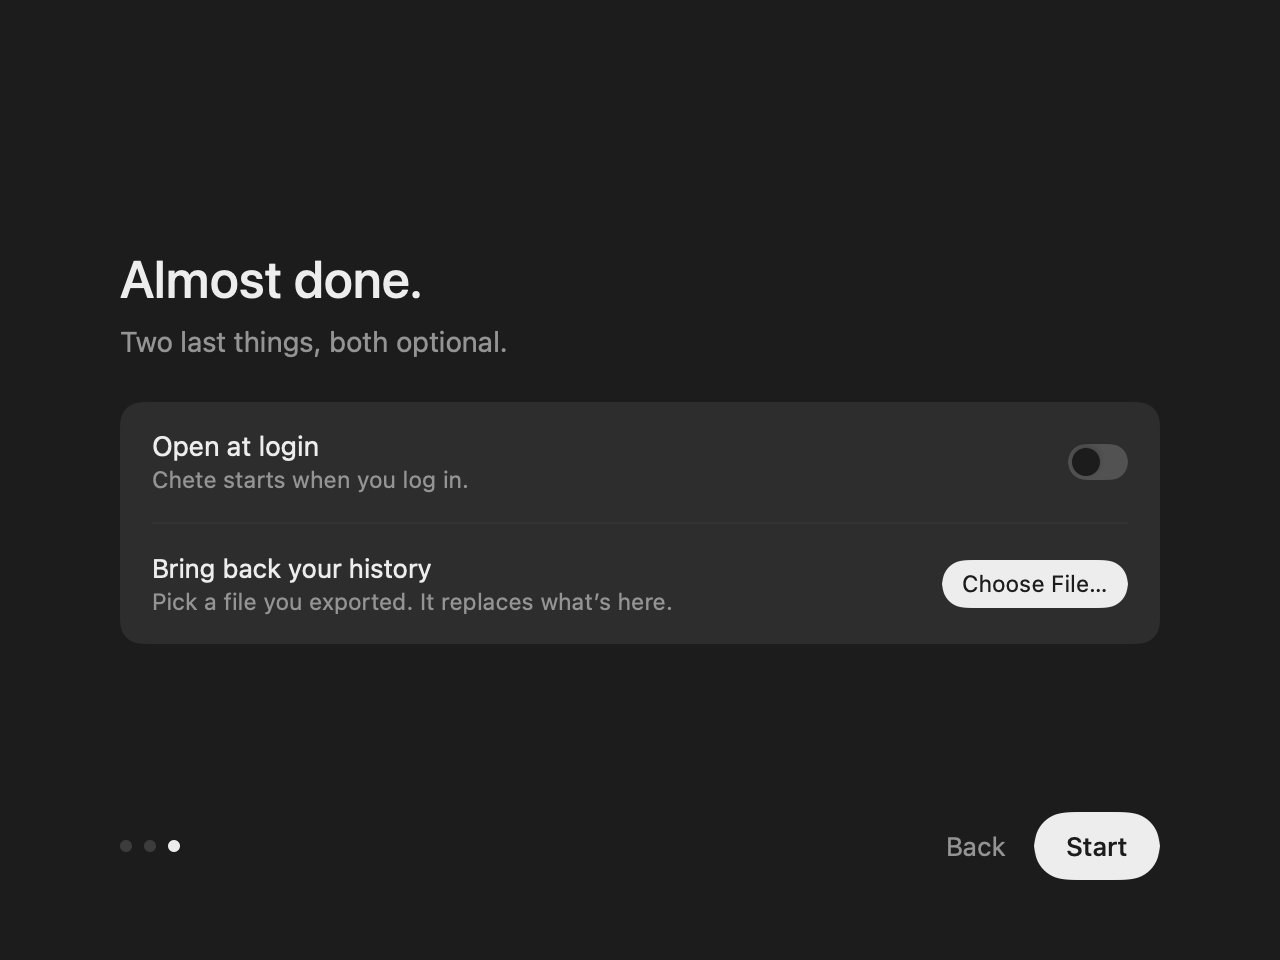 Almost done.
Two last things, both optional.
Open at login
Chete starts when you log in.
Bring back your history
Pick a file you exported. It replaces what’s here.
Choose File…
Back
Start